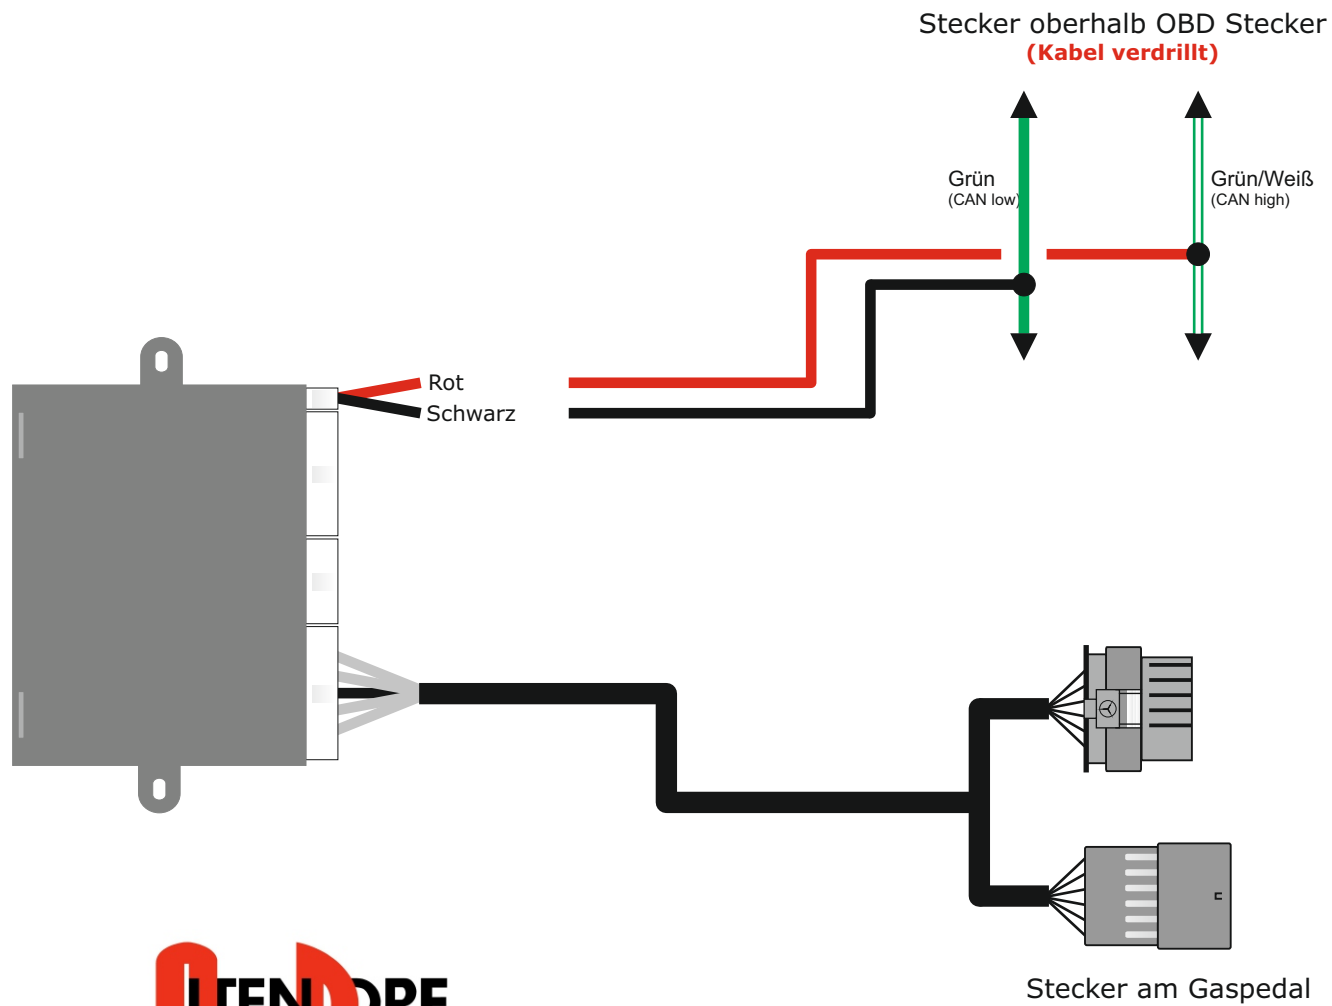 Stecker oberhalb OBD Stecker
(Kabel verdrillt)
Grün
(CAN low)
Grün/Weiß
(CAN high)
Rot
Schwarz
Stecker am Gaspedal